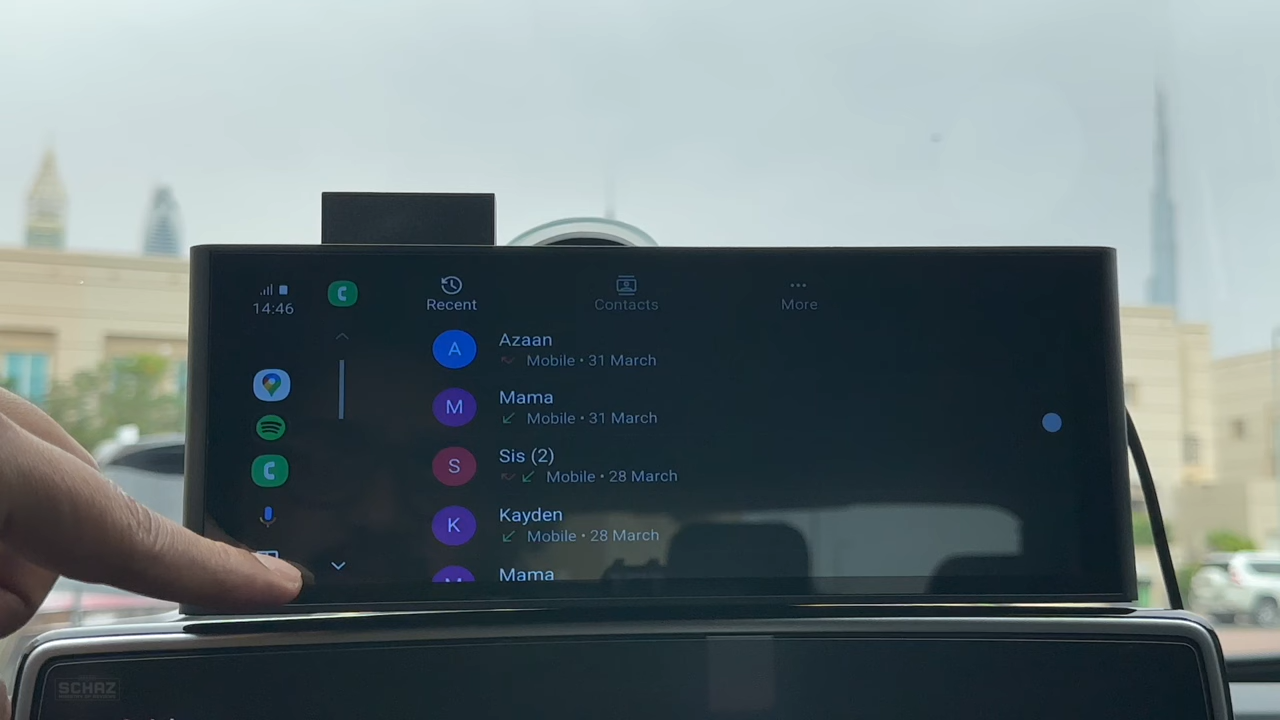 14:46
Recent
Contacts
More
A
Azaan
Mobile • 31 March
M
Mama
Mobile • 31 March
S
Sis (2)
Mobile • 28 March
K
Kayden
Mobile • 28 March
Mama
SCHAZ